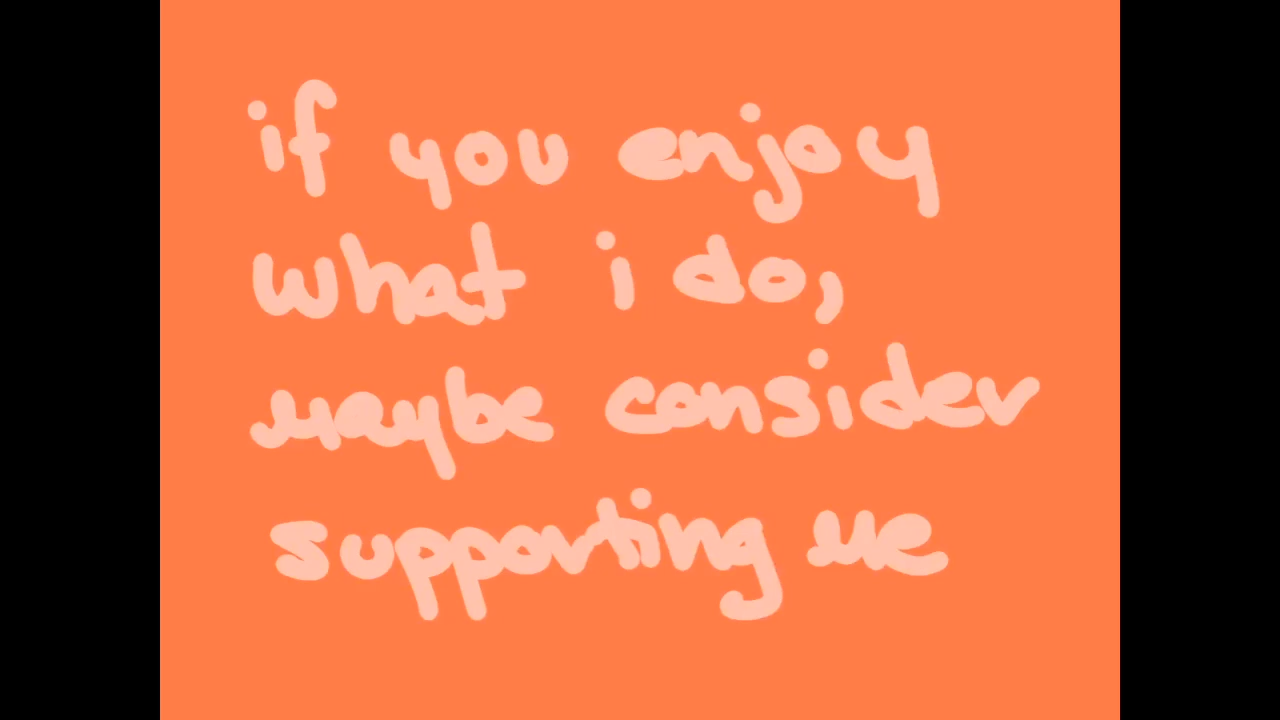 if you enjoy
what i do,
maybe consider
supporting me